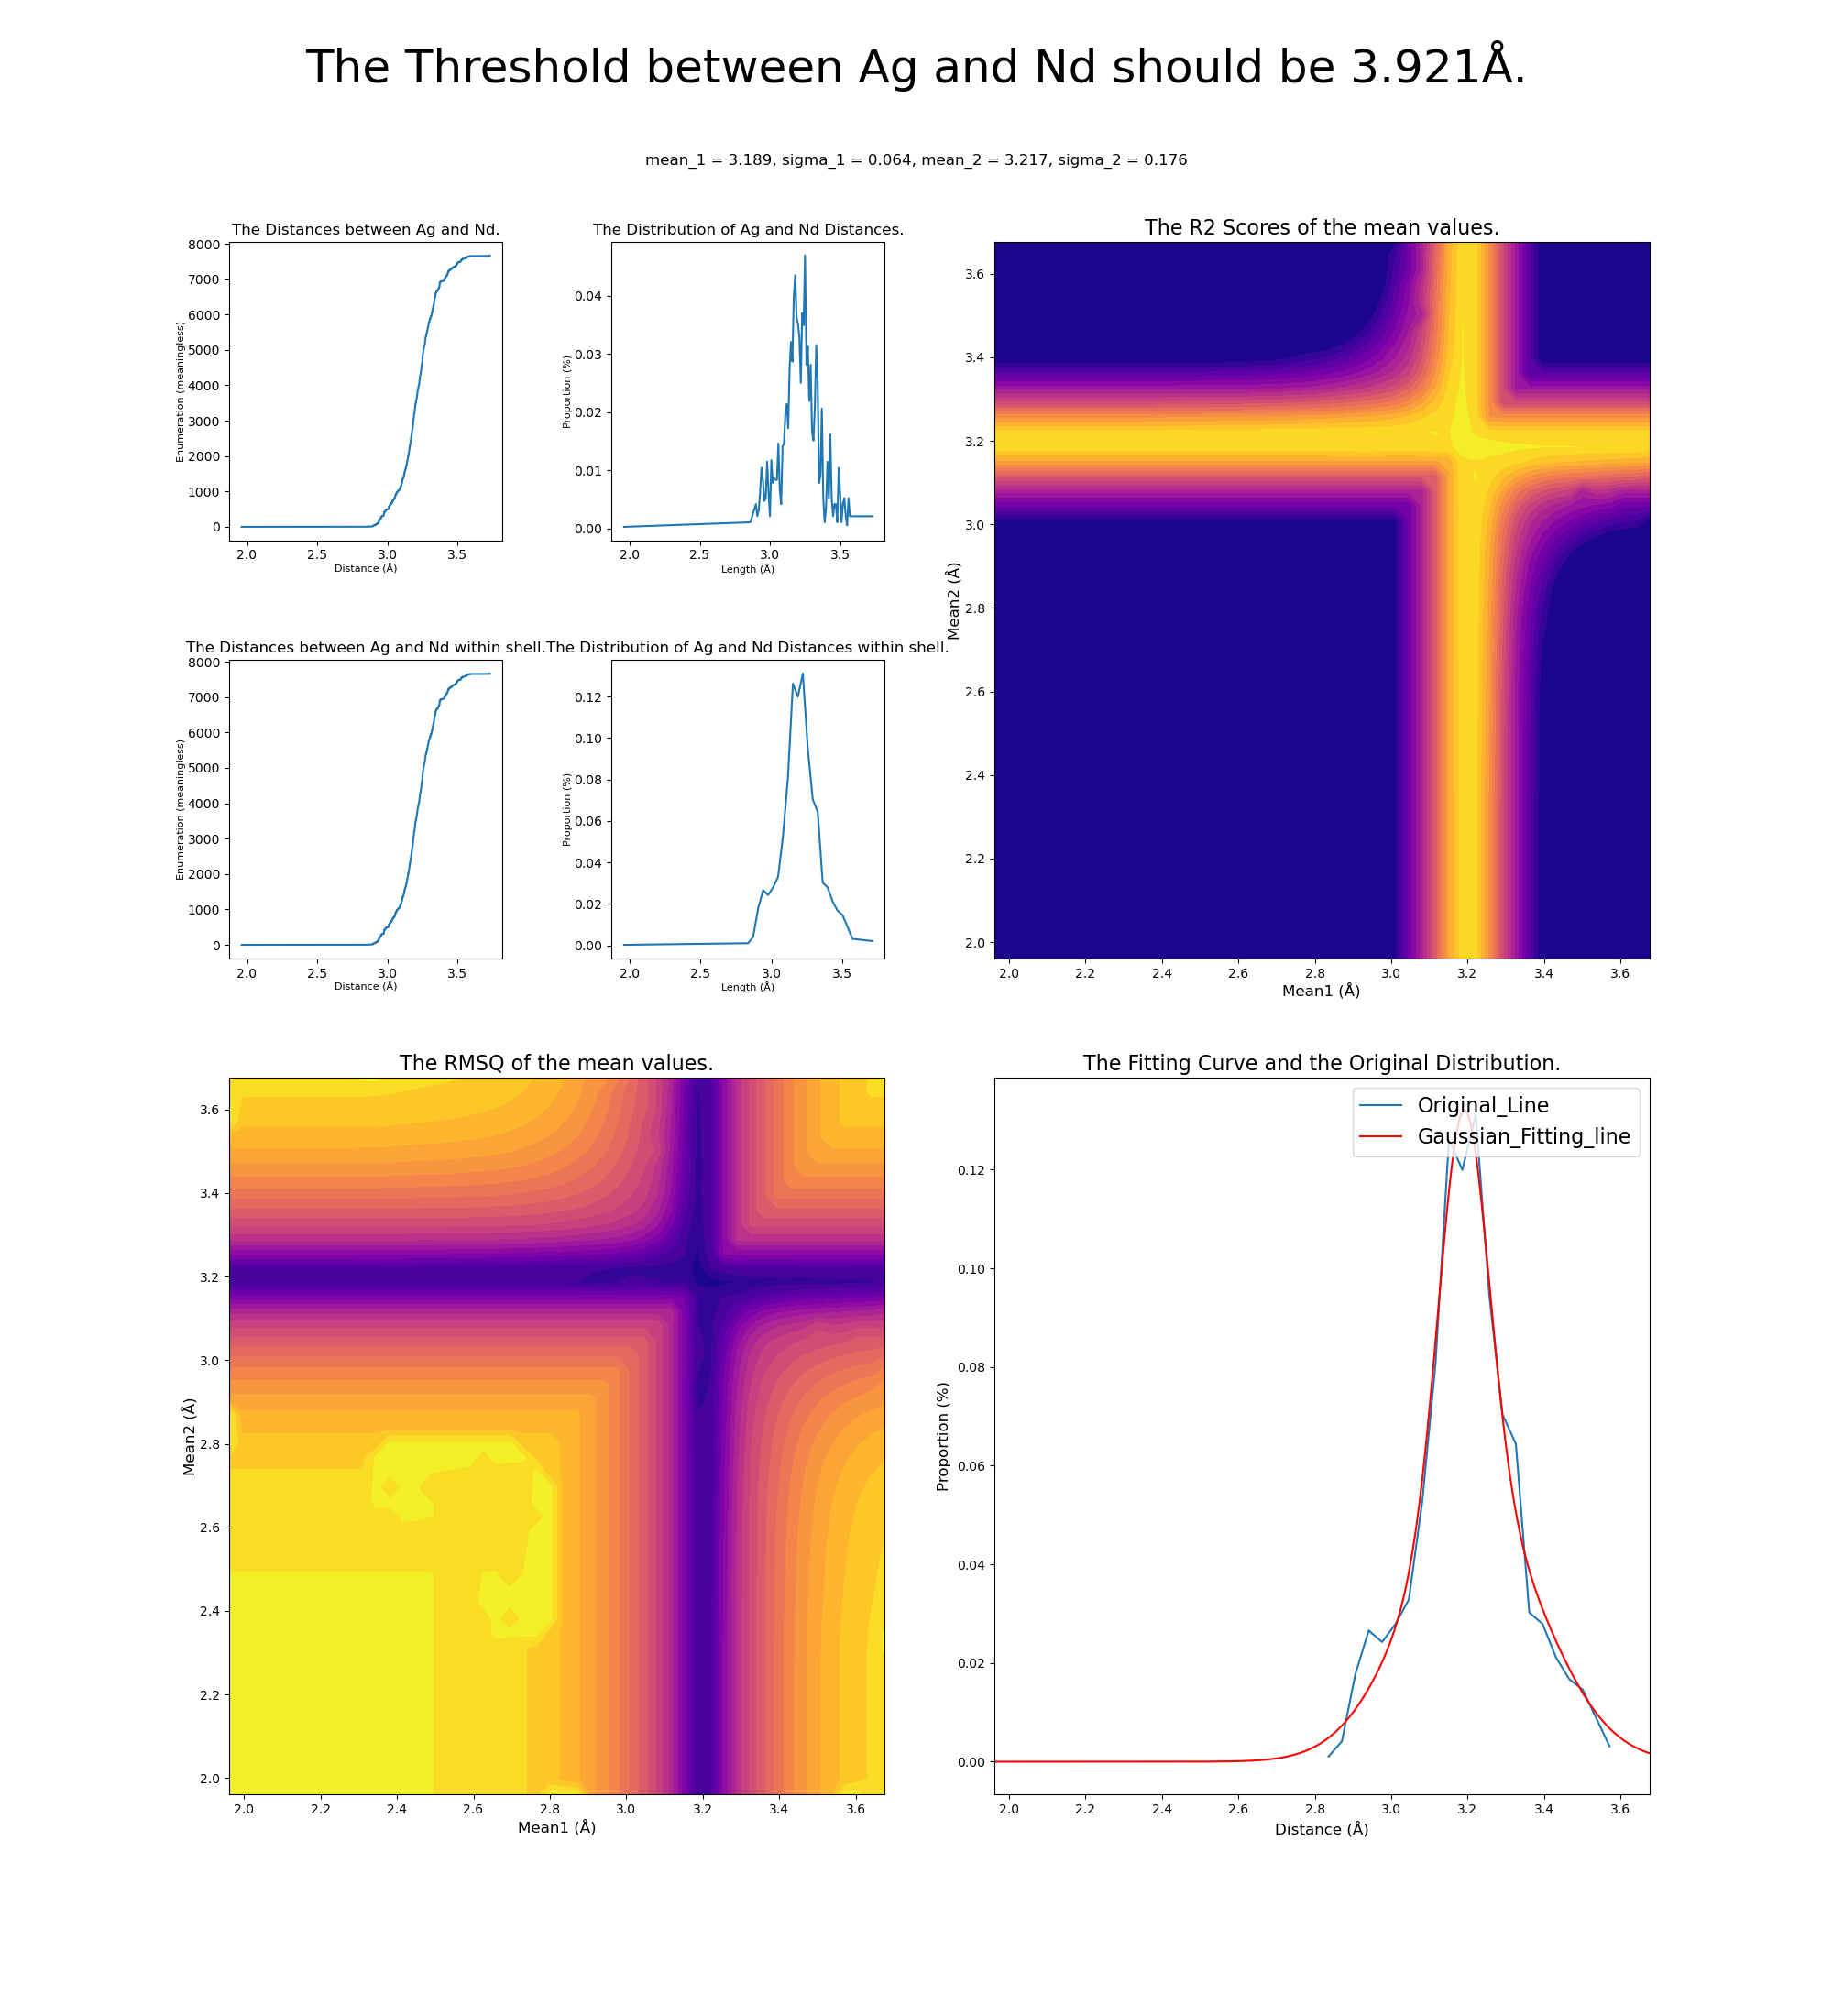 The Threshold between Ag and Nd should be 3.921Å.
mean_1 = 3.189, sigma_1 = 0.064, mean_2 = 3.217, sigma_2 = 0.176
The Distances between Ag and Nd.
8000
7000
6000
5000
4000
3000
2000
1000
0
Enumeration (meaningless)
2.0 2.5 3.0 3.5
Distance (Å)
The Distribution of Ag and Nd Distances.
0.04
0.03
0.02
0.01
0.00
Proportion (%)
2.0 2.5 3.0 3.5
Length (Å)
The R2 Scores of the mean values.
3.6
3.4
3.2
3.0
2.8
2.6
2.4
2.2
2.0
Mean2 (Å)
2.0 2.2 2.4 2.6 2.8 3.0 3.2 3.4 3.6
Mean1 (Å)
The Distances between Ag and Nd within shell.
8000
7000
6000
5000
4000
3000
2000
1000
0
Enumeration (meaningless)
2.0 2.5 3.0 3.5
Distance (Å)
The Distribution of Ag and Nd Distances within shell.
0.12
0.10
0.08
0.06
0.04
0.02
0.00
Proportion (%)
2.0 2.5 3.0 3.5
Length (Å)
The RMSQ of the mean values.
3.6
3.4
3.2
3.0
2.8
2.6
2.4
2.2
2.0
Mean2 (Å)
2.0 2.2 2.4 2.6 2.8 3.0 3.2 3.4 3.6
Mean1 (Å)
The Fitting Curve and the Original Distribution.
Original_Line
Gaussian_Fitting_line
0.12
0.10
0.08
0.06
0.04
0.02
0.00
Proportion (%)
2.0 2.2 2.4 2.6 2.8 3.0 3.2 3.4 3.6
Distance (Å)